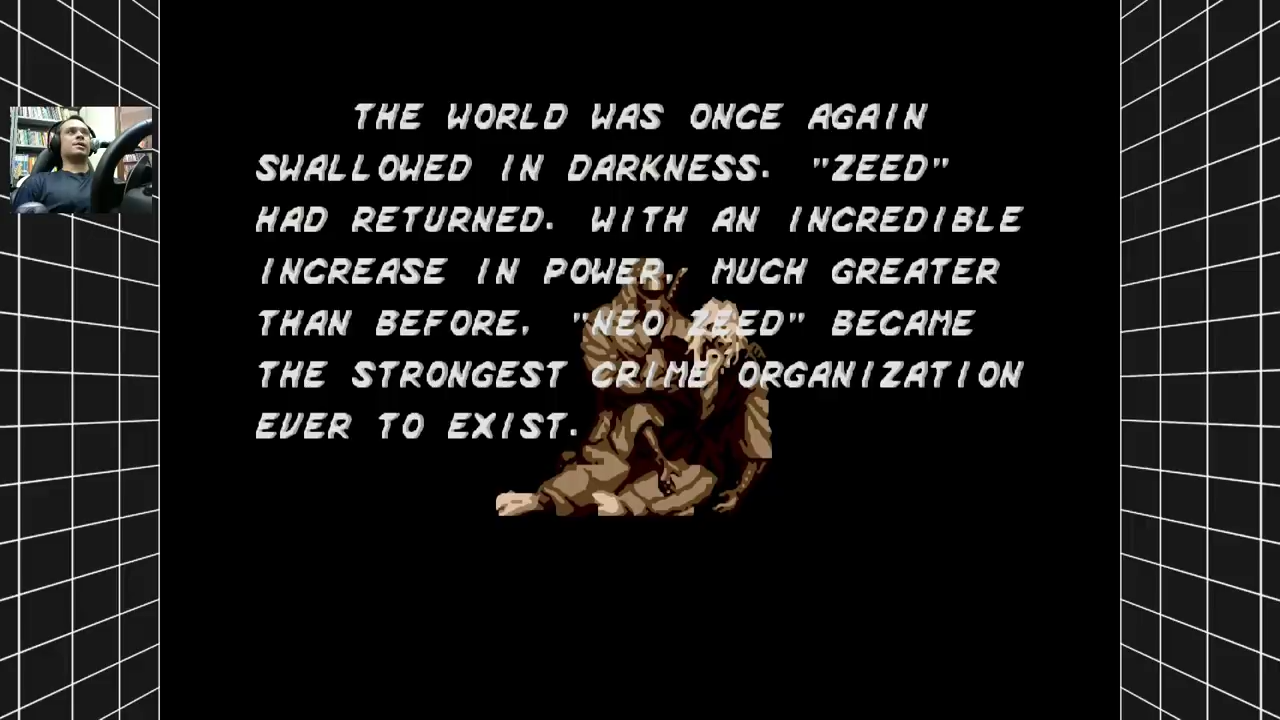 THE WORLD WAS ONCE AGAIN
SWALLOWED IN DARKNESS. "ZEED"
HAD RETURNED. WITH AN INCREDIBLE
INCREASE IN POWER, MUCH GREATER
THAN BEFORE, "NEO ZEED" BECAME
THE STRONGEST CRIME ORGANIZATION
EVER TO EXIST.